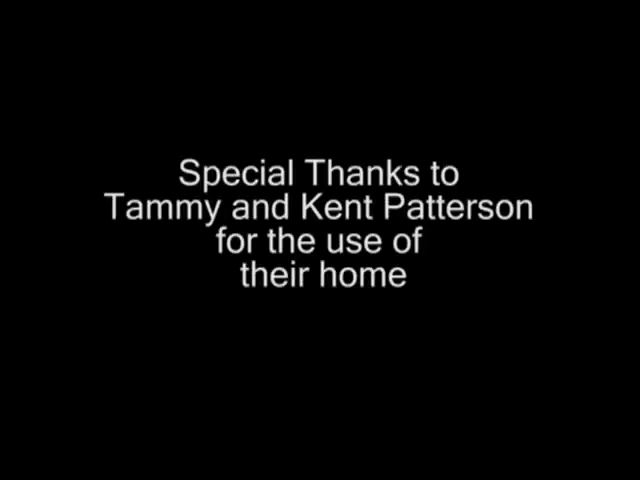 Special Thanks to
Tammy and Kent Patterson
for the use of
their home